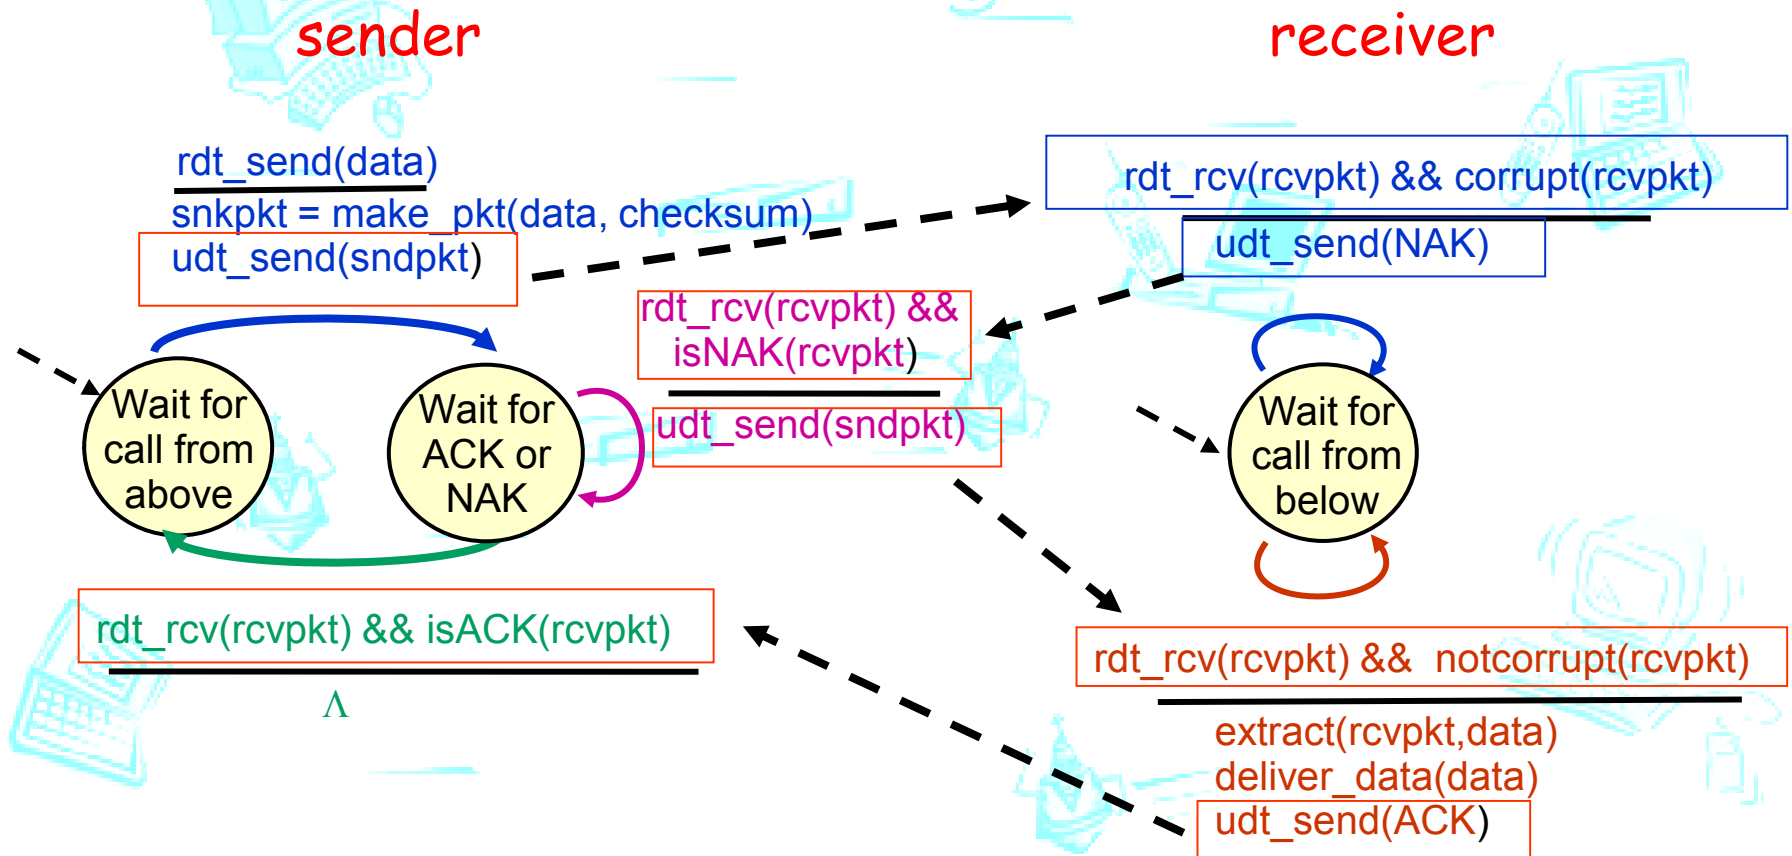 sender
receiver
rdt_send(data)
snkpkt = make_pkt(data, checksum)
udt_send(sndpkt)
rdt_rcv(rcvpkt) && corrupt(rcvpkt)
udt_send(NAK)
rdt_rcv(rcvpkt) &&
isNAK(rcvpkt)
udt_send(sndpkt)
Wait for
call from
above
Wait for
ACK or
NAK
Wait for
call from
below
rdt_rcv(rcvpkt) && isACK(rcvpkt)
Λ
rdt_rcv(rcvpkt) && notcorrupt(rcvpkt)
extract(rcvpkt,data)
deliver_data(data)
udt_send(ACK)